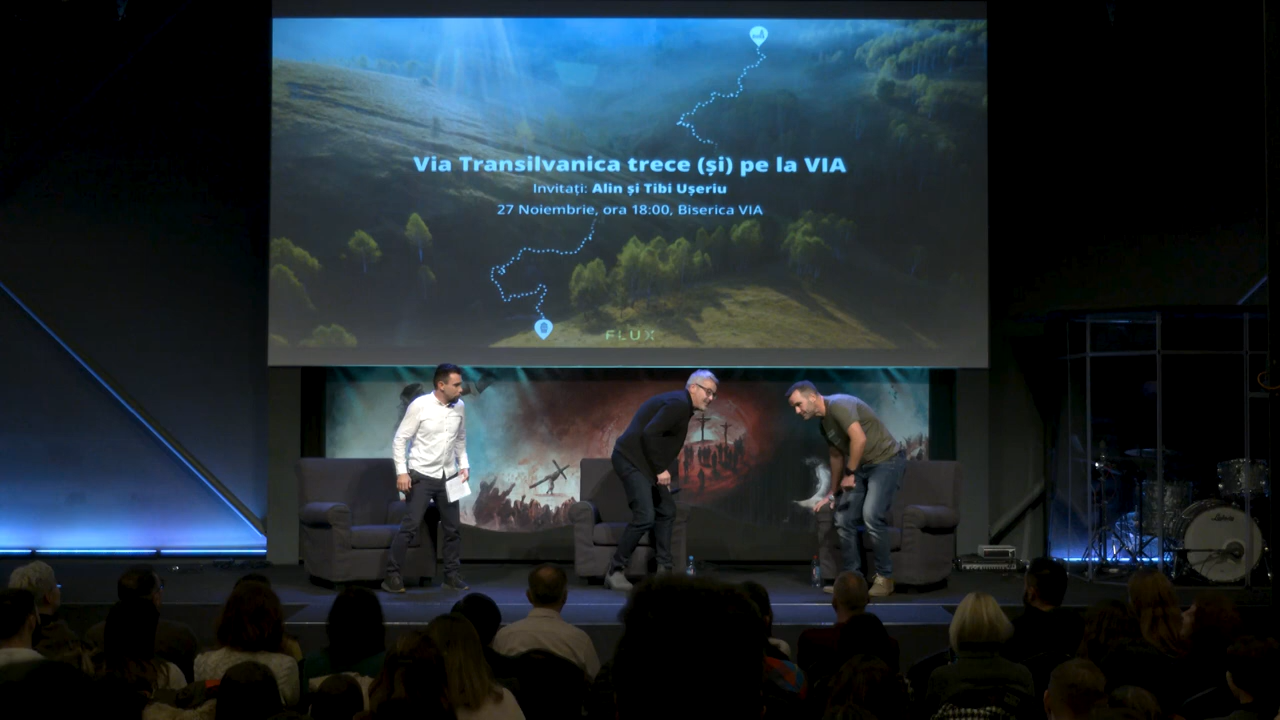 Via Transilvanica trece (și) pe la VIA
Invitați: Alin și Tibi Ușeriu
27 Noiembrie, ora 18:00, Biserica VIA
FLUX
Ludwig